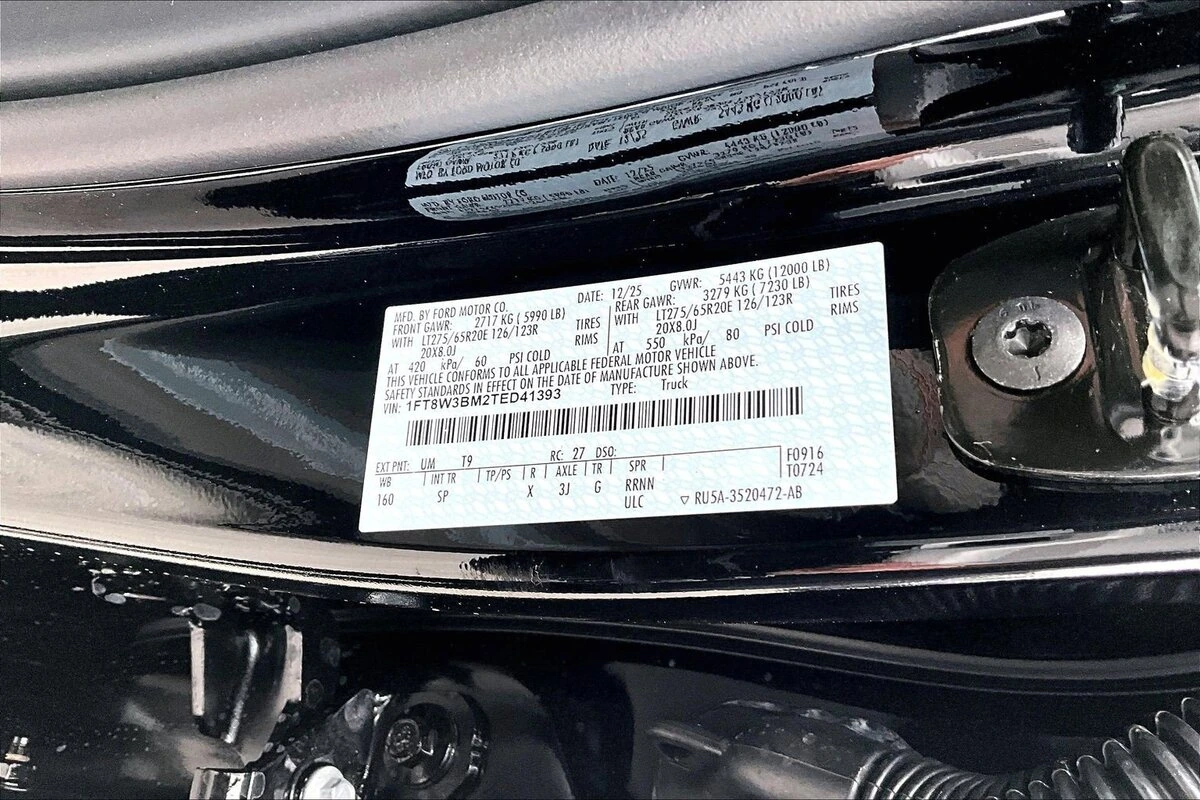 MFD. BY FORD MOTOR CO. DATE: 12/25 GVWR: 5443 KG (12000 LB)
FRONT GAWR: 2717 KG ( 5990 LB) REAR GAWR: 3279 KG ( 7230 LB)
WITH LT275/65R20E 126/123R TIRES WITH LT275/65R20E 126/123R TIRES
20X8.0J RIMS 20X8.0J RIMS
AT 420 kPa/ 60 PSI COLD AT 550 kPa/ 80 PSI COLD
THIS VEHICLE CONFORMS TO ALL APPLICABLE FEDERAL MOTOR VEHICLE
SAFETY STANDARDS IN EFFECT ON THE DATE OF MANUFACTURE SHOWN ABOVE.
VIN: 1FT8W3BM2TED41393 TYPE: Truck
EXT PNT: UM T9 RC: 27 DSO: F0916
WB INT TR TP/PS R AXLE TR SPR T0724
160 SP X 3J G RRNN
ULC ▽ RU5A-3520472-AB